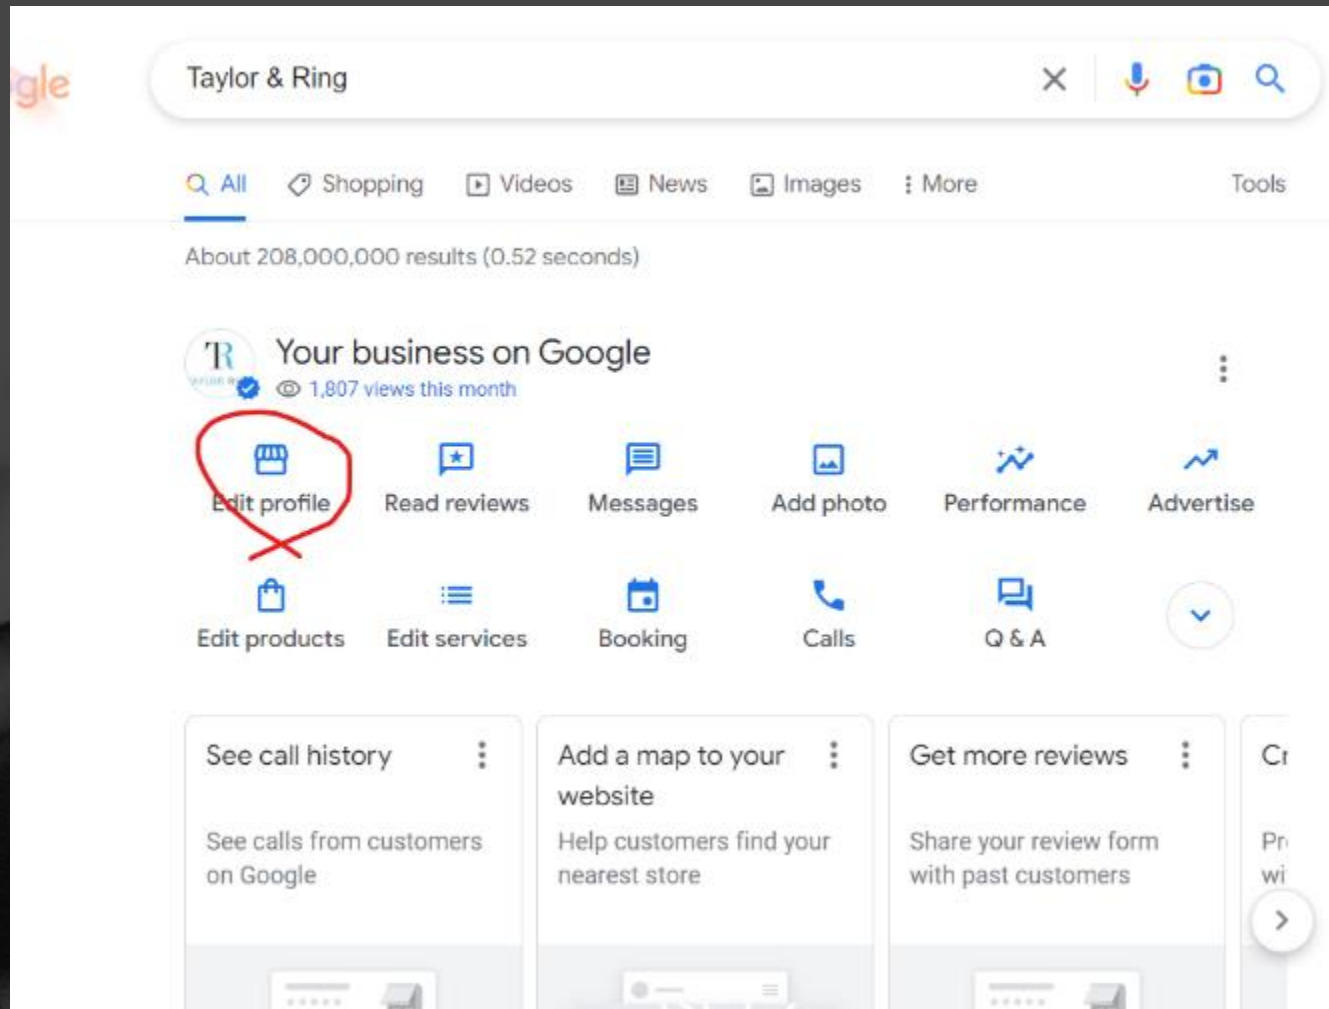 gle
Taylor & Ring
All Shopping Videos News Images More Tools
About 208,000,000 results (0.52 seconds)
TR
Your business on Google
1,807 views this month
Edit profile Read reviews Messages Add photo Performance Advertise
Edit products Edit services Booking Calls Q & A
See call history
See calls from customers
on Google
Add a map to your
website
Help customers find your
nearest store
Get more reviews
Share your review form
with past customers
Cr
Pr
wi